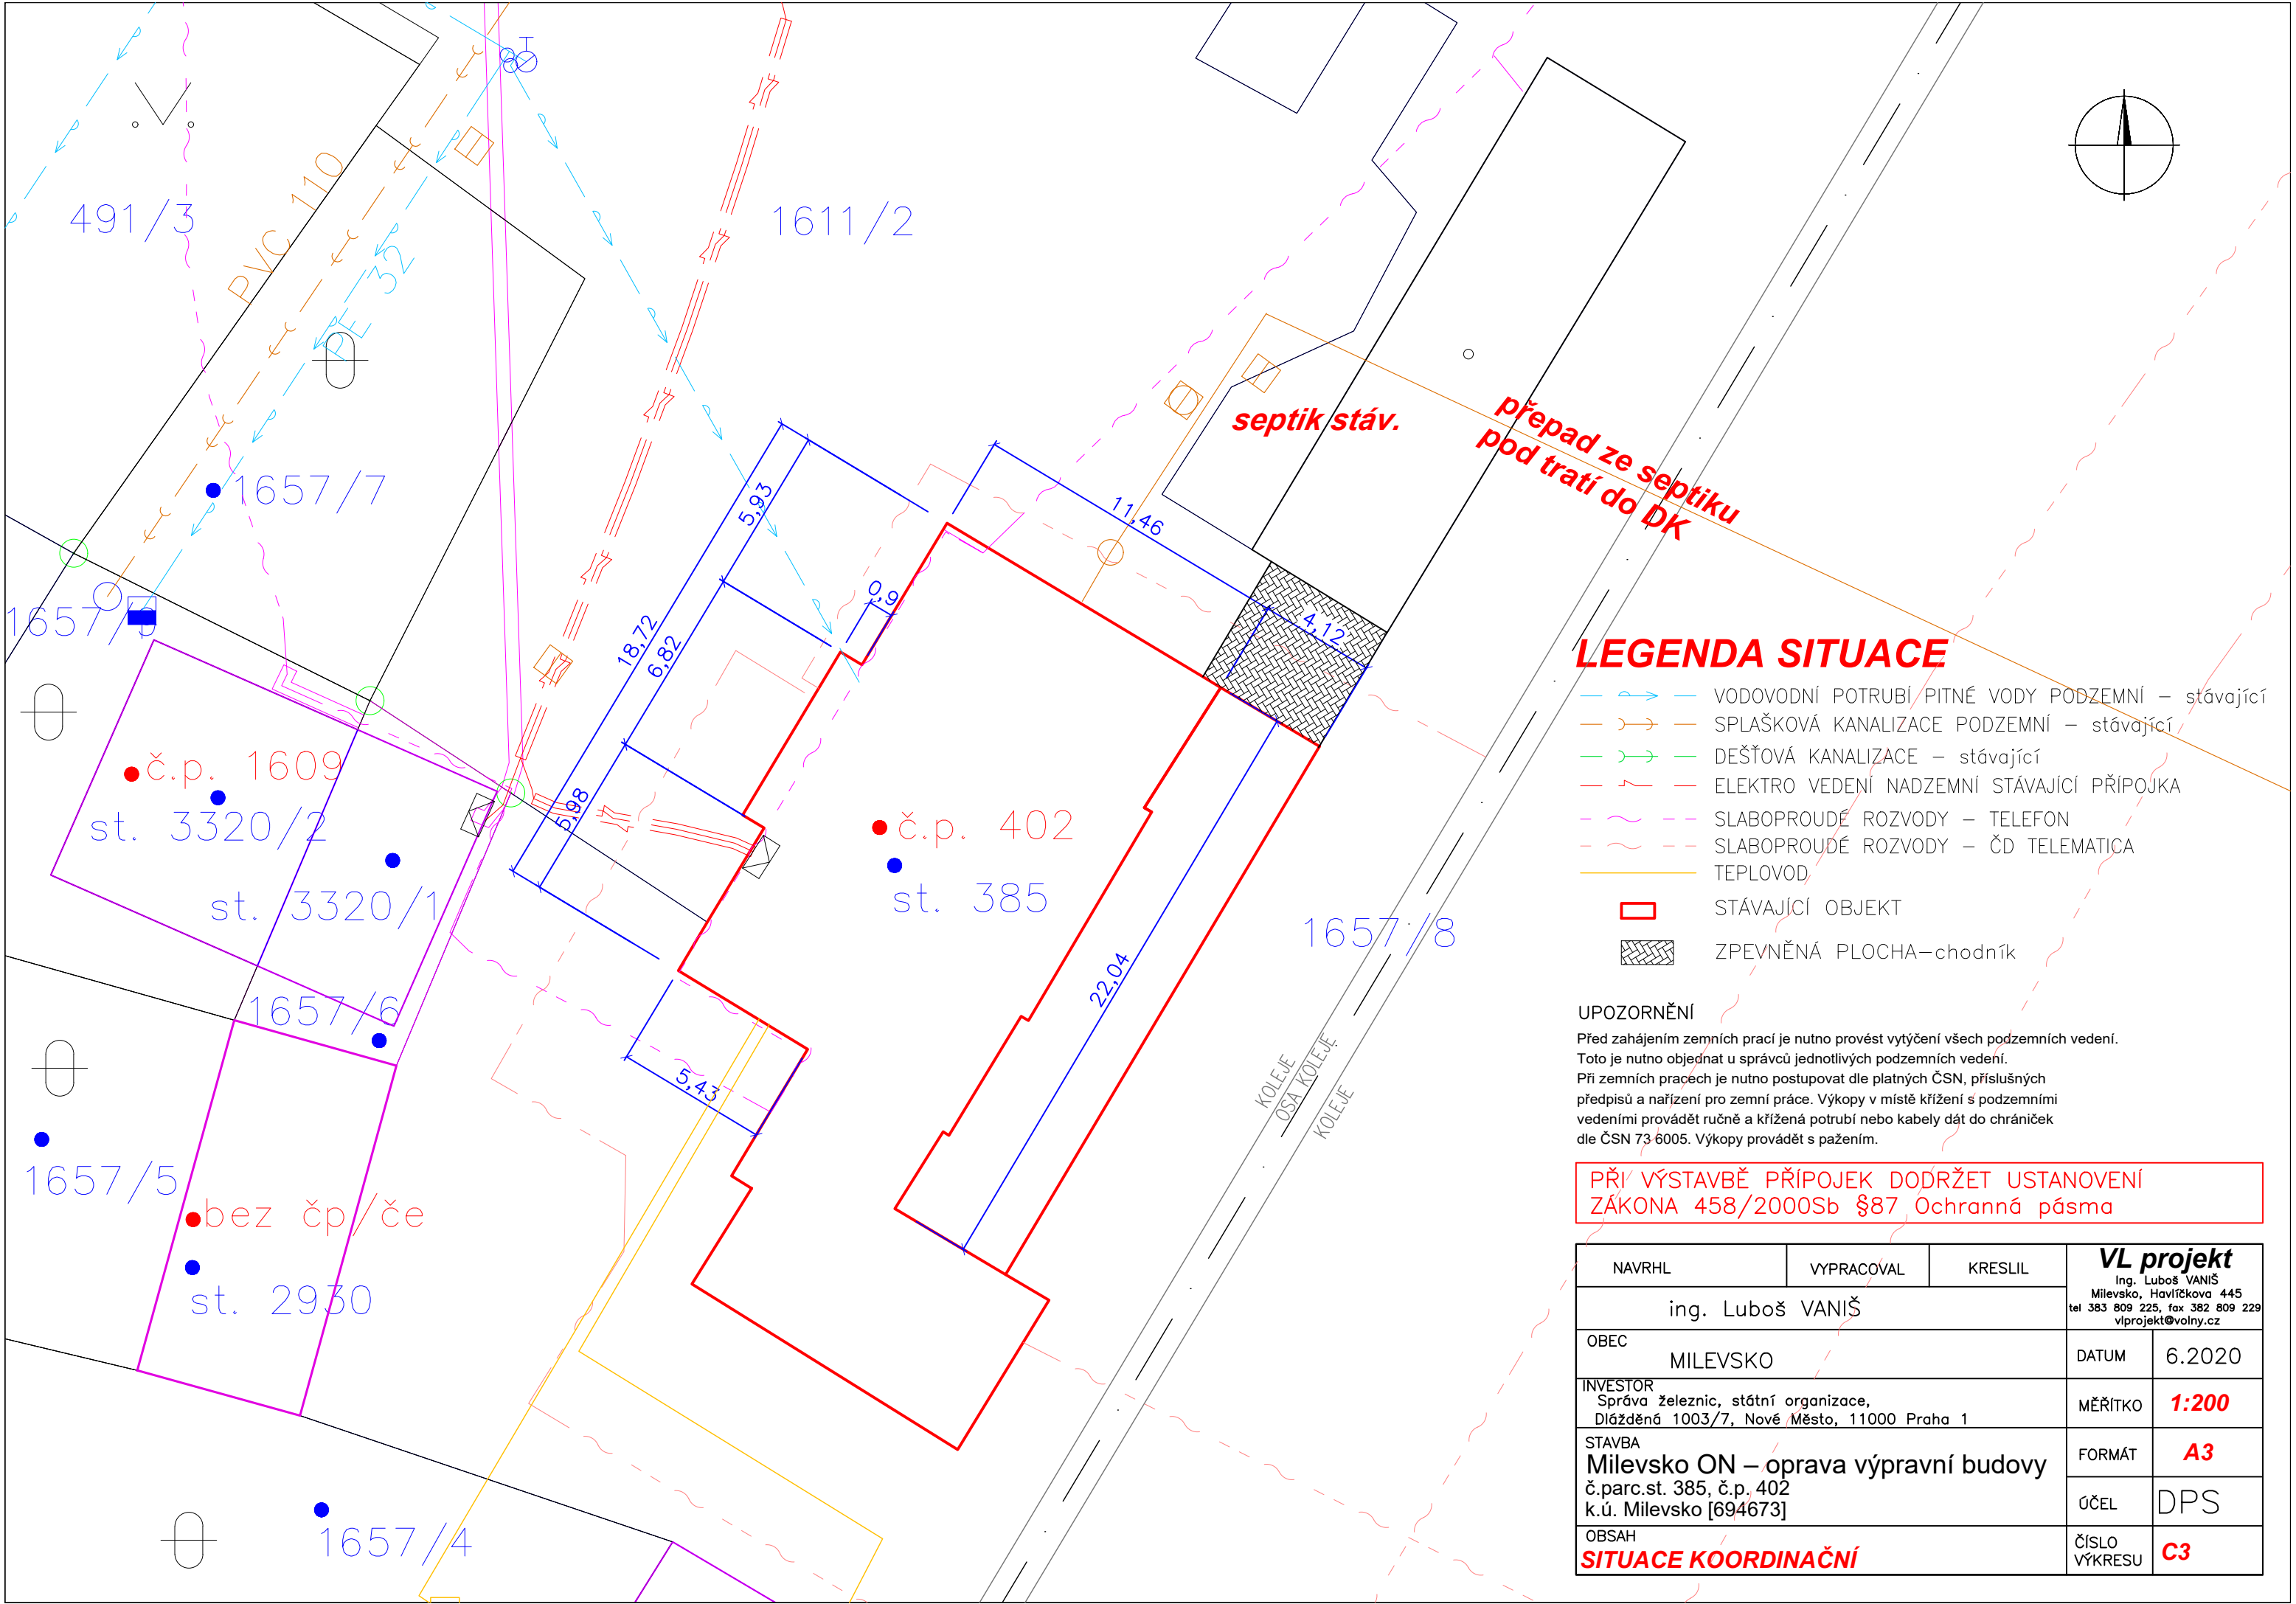 491/3
PVC 110
PE 32
1611/2
1657/7
1657/9
septik stáv.
přepad ze septiku
pod tratí do DK
5,93
11,46
0,9
18,72
6,82
4,12
5,98
č.p. 1609
st. 3320/2
st. 3320/1
č.p. 402
st. 385
1657/8
22,04
1657/6
5,43
KOLEJE
OSA KOLEJE
KOLEJE
1657/5
bez čp/če
st. 2930
1657/4
LEGENDA SITUACE
VODOVODNÍ POTRUBÍ PITNÉ VODY PODZEMNÍ – stávající
SPLAŠKOVÁ KANALIZACE PODZEMNÍ – stávající
DEŠŤOVÁ KANALIZACE – stávající
ELEKTRO VEDENÍ NADZEMNÍ STÁVAJÍCÍ PŘÍPOJKA
SLABOPROUDÉ ROZVODY – TELEFON
SLABOPROUDÉ ROZVODY – ČD TELEMATICA
TEPLOVOD
STÁVAJÍCÍ OBJEKT
ZPEVNĚNÁ PLOCHA–chodník
UPOZORNĚNÍ
Před zahájením zemních prací je nutno provést vytýčení všech podzemních vedení.
Toto je nutno objednat u správců jednotlivých podzemních vedení.
Při zemních pracech je nutno postupovat dle platných ČSN, příslušných
předpisů a nařízení pro zemní práce. Výkopy v místě křížení s podzemními
vedeními provádět ručně a křížená potrubí nebo kabely dát do chrániček
dle ČSN 73 6005. Výkopy provádět s pažením.
PŘI VÝSTAVBĚ PŘÍPOJEK DODRŽET USTANOVENÍ
ZÁKONA 458/2000Sb §87 Ochranná pásma
NAVRHL VYPRACOVAL KRESLIL
ing. Luboš VANIŠ
VL projekt
Ing. Luboš VANIŠ
Milevsko, Havlíčkova 445
tel 383 809 225, fax 382 809 229
vlprojekt@volny.cz
OBEC
MILEVSKO
DATUM 6.2020
INVESTOR
Správa železnic, státní organizace,
Dlážděná 1003/7, Nové Město, 11000 Praha 1
MĚŘÍTKO 1:200
STAVBA
Milevsko ON – oprava výpravní budovy
č.parc.st. 385, č.p. 402
k.ú. Milevsko [694673]
FORMÁT A3
ÚČEL DPS
OBSAH
SITUACE KOORDINAČNÍ
ČÍSLO
VÝKRESU C3